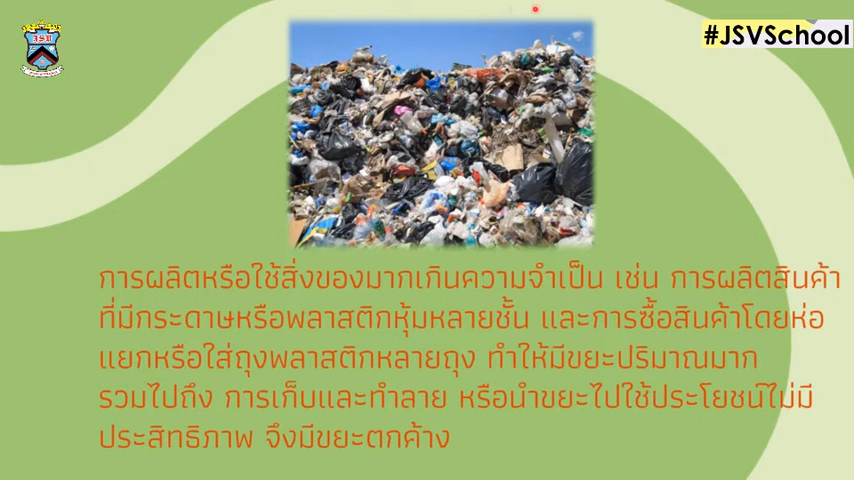 JSV
#JSVSchool
การผลิตหรือใช้สิ่งของมากเกินความจำเป็น เช่น การผลิตสินค้า
ที่มีกระดาษหรือพลาสติกหุ้มหลายชั้น และการซื้อสินค้าโดยห่อ
แยกหรือใส่ถุงพลาสติกหลายถุง ทำให้มีขยะปริมาณมาก
รวมไปถึง การเก็บและทำลาย หรือนำขยะไปใช้ประโยชน์ไม่มี
ประสิทธิภาพ จึงมีขยะตกค้าง